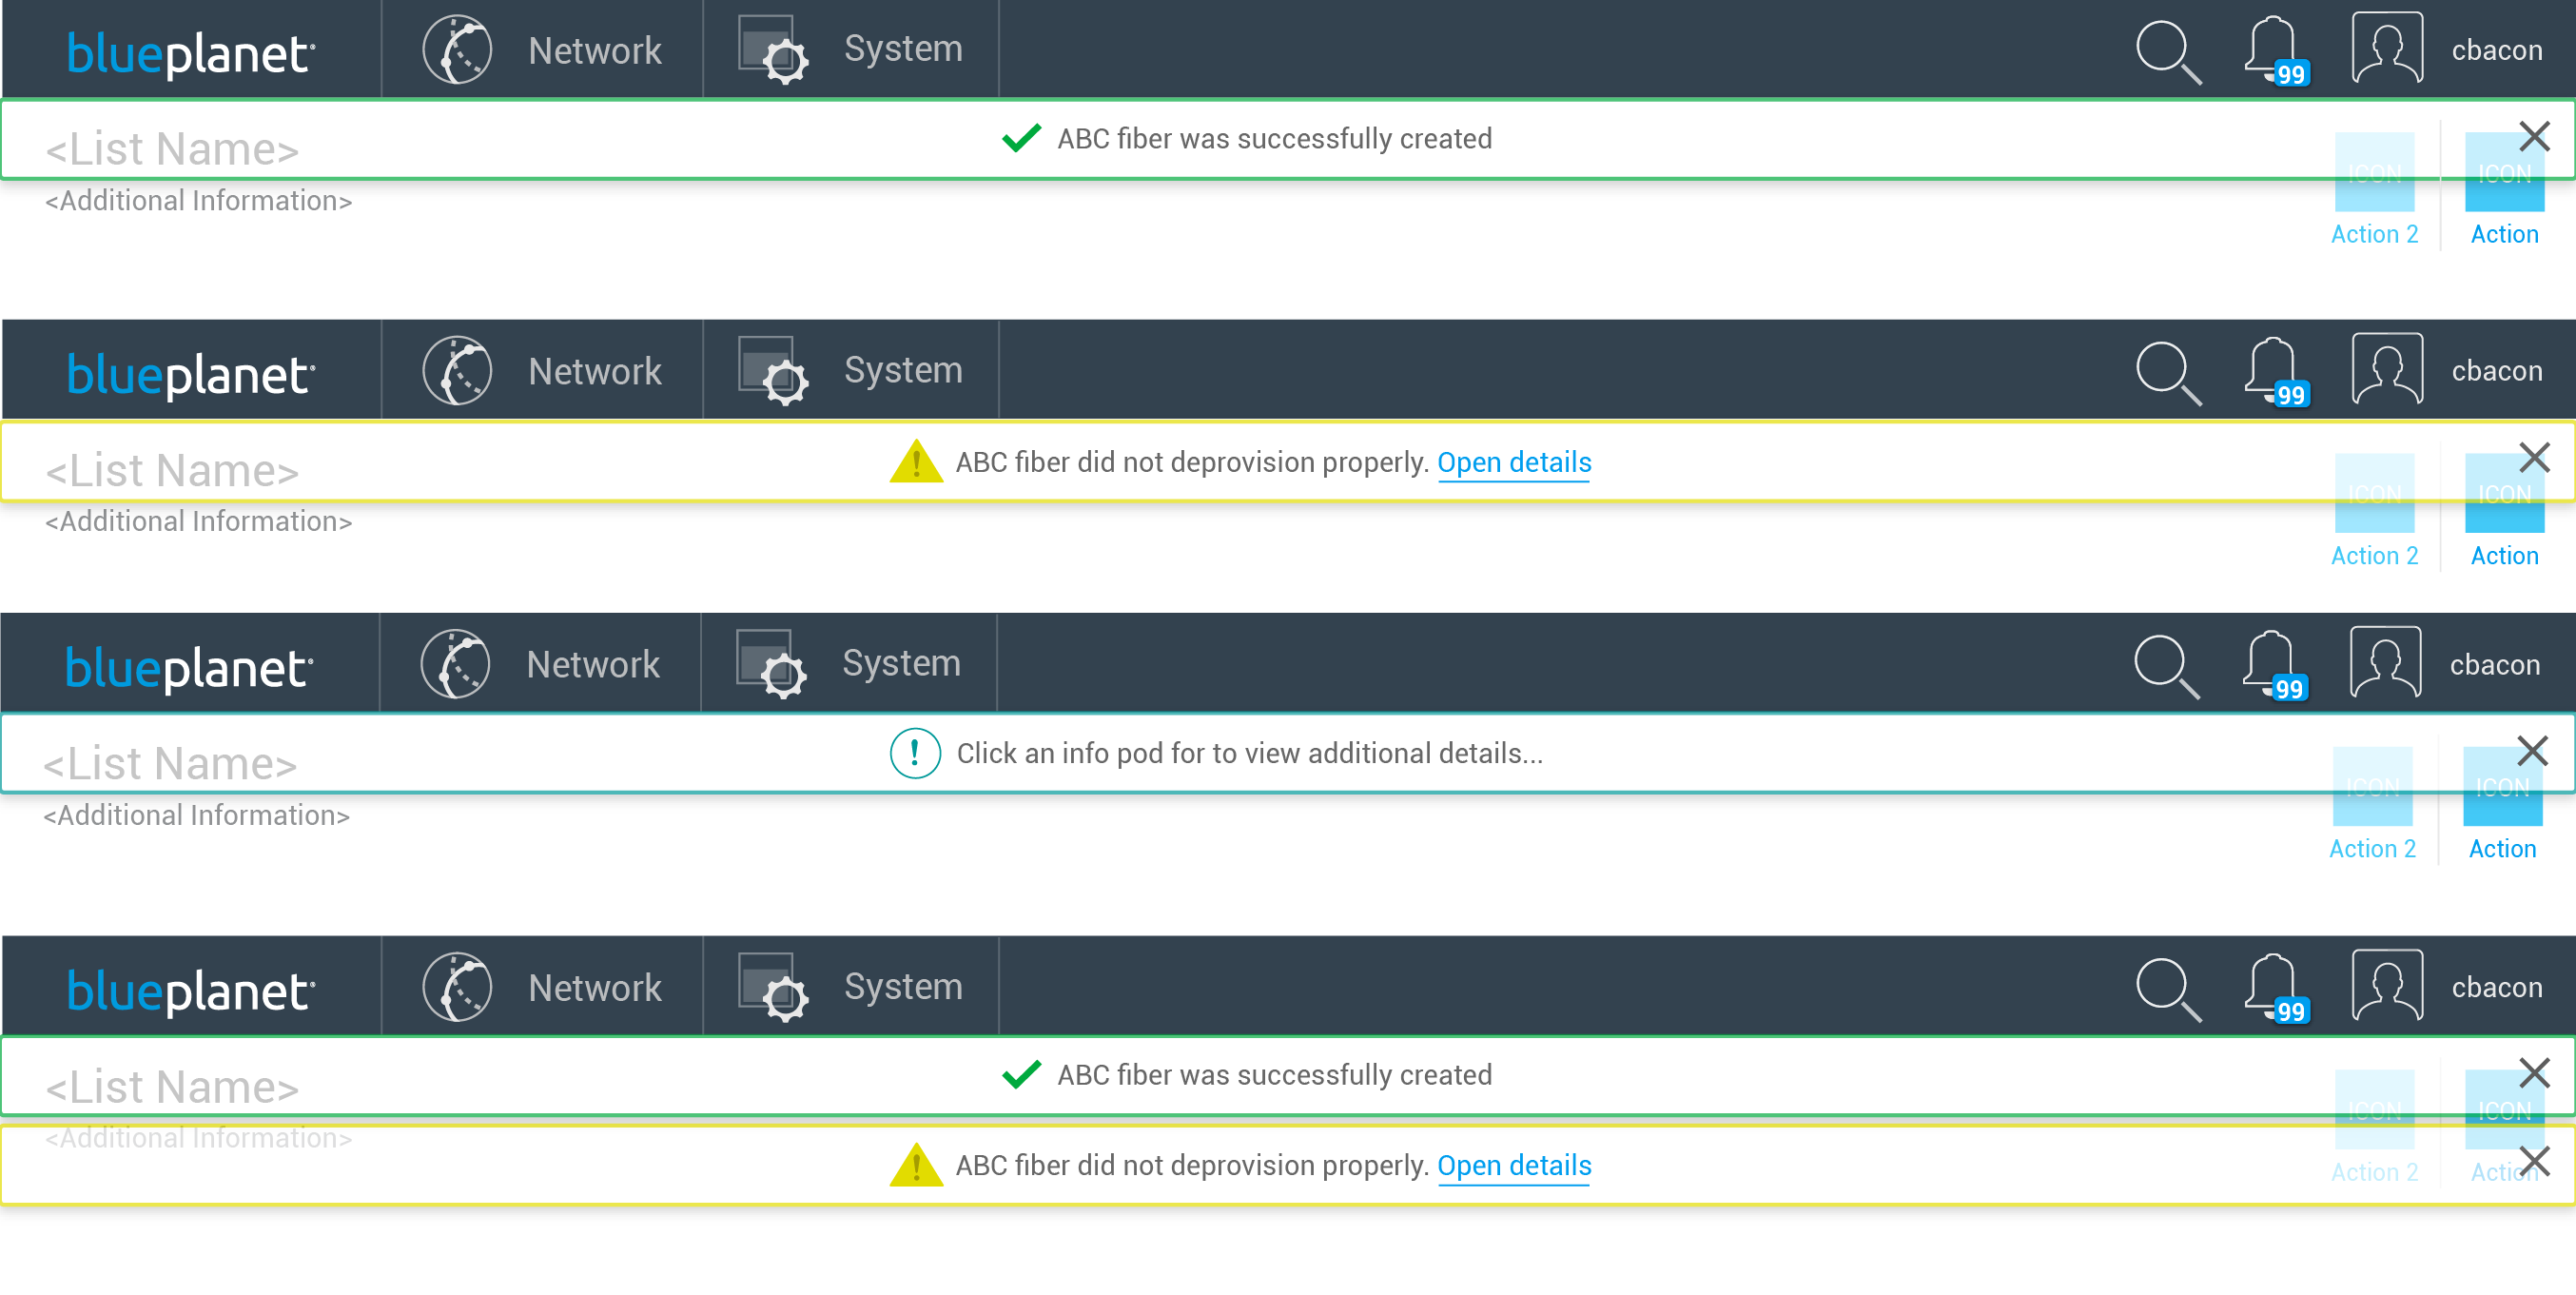 blueplanet Network System 99 cbacon
<List Name> ABC fiber was successfully created ICON ICON
<Additional Information>
Action 2 Action
blueplanet Network System 99 cbacon
<List Name> ABC fiber did not deprovision properly. Open details ICON ICON
<Additional Information>
Action 2 Action
blueplanet Network System 99 cbacon
<List Name> Click an info pod for to view additional details... ICON ICON
<Additional Information>
Action 2 Action
blueplanet Network System 99 cbacon
<List Name> ABC fiber was successfully created ICON ICON
<Additional Information>
ABC fiber did not deprovision properly. Open details Action 2 Action